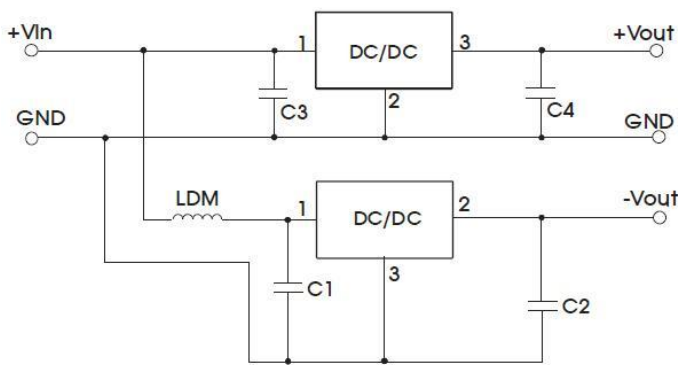 +Vin
1
DC/DC
3
+Vout
2
C3
C4
GND
GND
LDM
1
DC/DC
2
-Vout
3
C1
C2